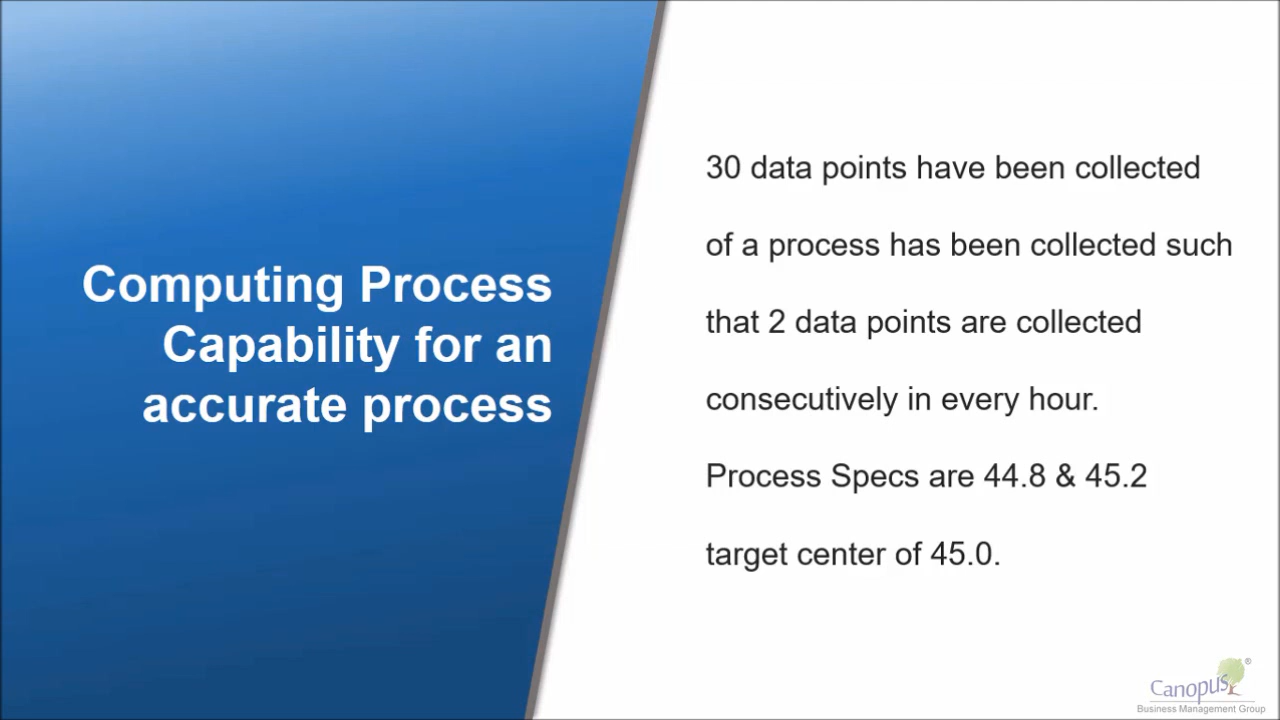 Computing Process
Capability for an
accurate process
30 data points have been collected
of a process has been collected such
that 2 data points are collected
consecutively in every hour.
Process Specs are 44.8 & 45.2
target center of 45.0.
Canopus®
Business Management Group